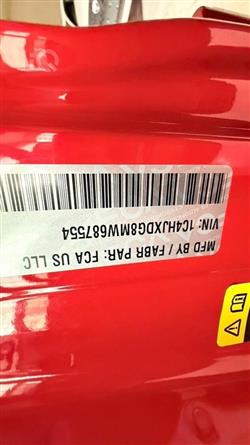 MFD BY / FABR PAR: FCA US LLC
VIN: 1C4HJXDG8MW687554